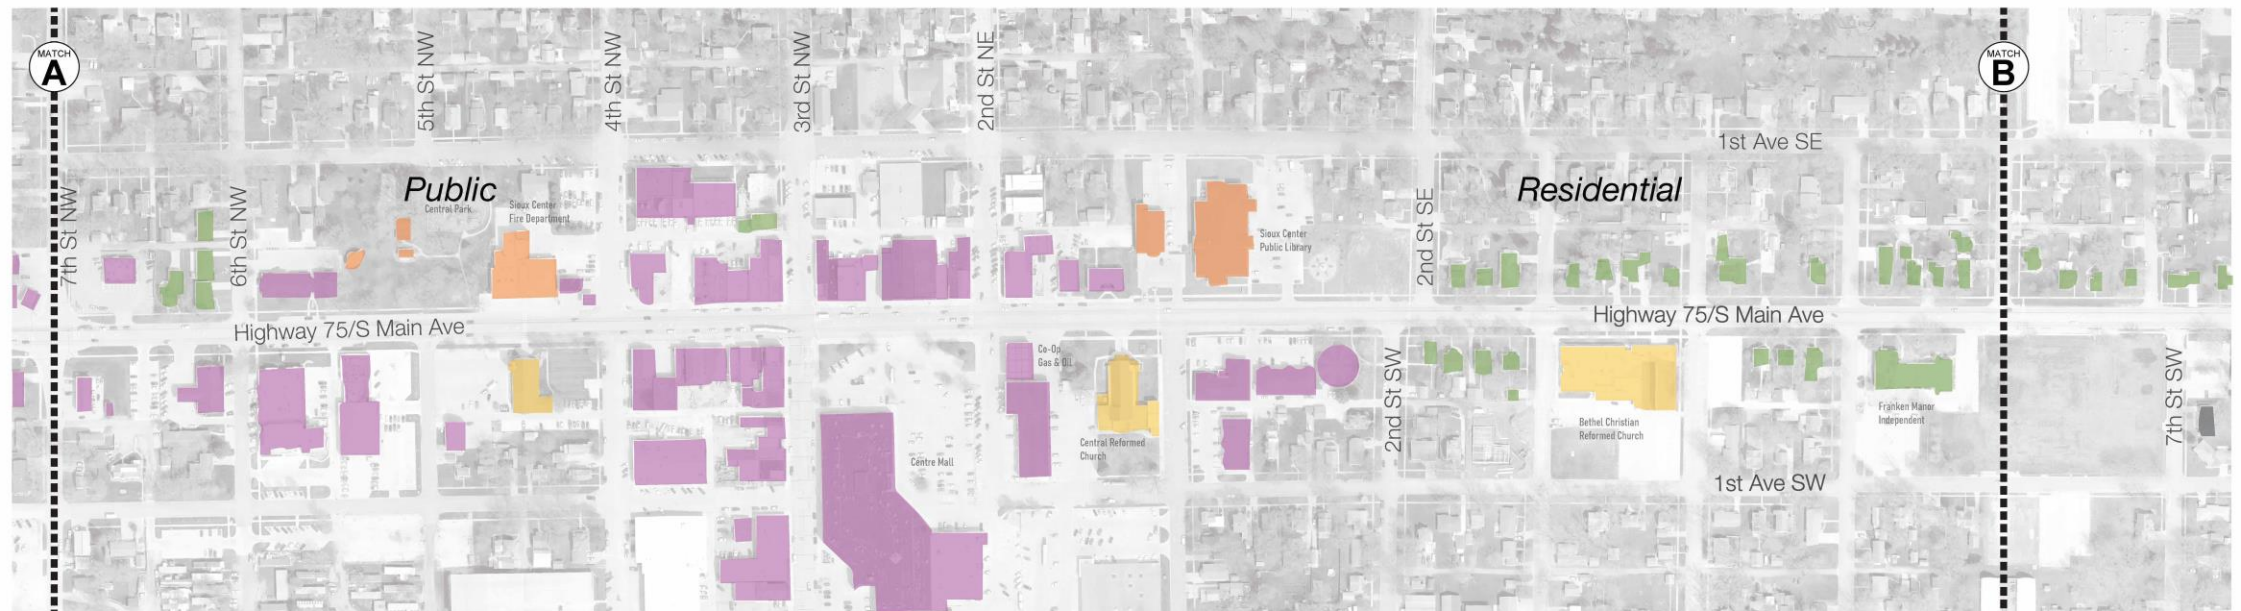 MATCH
A
5th St NW
4th St NW
3rd St NW
2nd St NE
MATCH
B
1st Ave SE
7th St NW
6th St NW
Public
Central Park
Sioux Center
Fire Department
Sioux Center
Public Library
2nd St SE
Residential
Highway 75/S Main Ave
Highway 75/S Main Ave
Co-Op
Gas & Oil
Central Reformed
Church
Centre Mall
2nd St SW
Bethel Christian
Reformed Church
Franken Manor
Independent
7th St SW
1st Ave SW